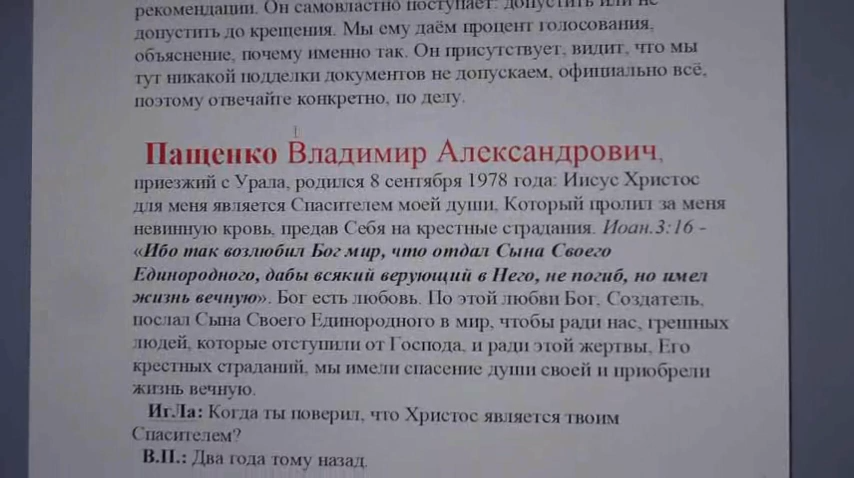 рекомендации. Он самовластно поступает: допустить или не
допустить до крещения. Мы ему даём процент голосования,
объяснение, почему именно так. Он присутствует, видит, что мы
тут никакой подделки документов не допускаем, официально всё,
поэтому отвечайте конкретно, по делу.
Пащенко Владимир Александрович,
приезжий с Урала, родился 8 сентября 1978 года: Иисус Христос
для меня является Спасителем моей души, Который пролил за меня
невинную кровь, предав Себя на крестные страдания. Иоан.3:16 -
«Ибо так возлюбил Бог мир, что отдал Сына Своего
Единородного, дабы всякий верующий в Него, не погиб, но имел
жизнь вечную». Бог есть любовь. По этой любви Бог, Создатель,
послал Сына Своего Единородного в мир, чтобы ради нас, грешных
людей, которые отступили от Господа, и ради этой жертвы, Его
крестных страданий, мы имели спасение души своей и приобрели
жизнь вечную.
Иг.Ла: Когда ты поверил, что Христос является твоим
Спасителем?
В.П.: Два года тому назад.